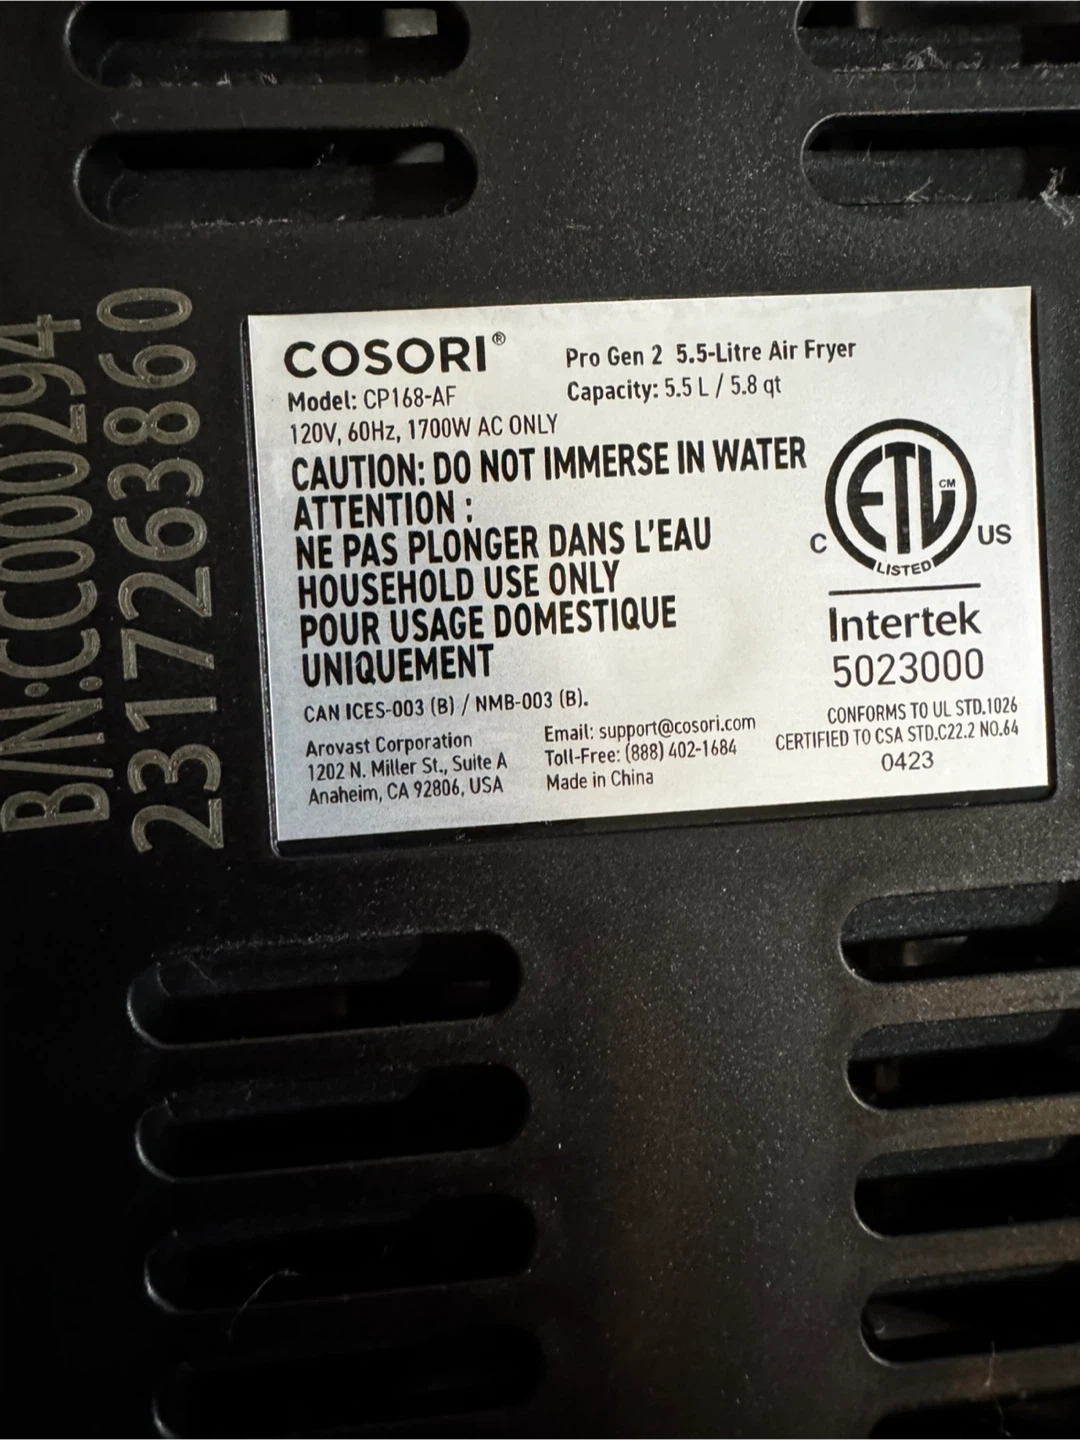 B/N:CC000294
2317263860
COSORI®
Pro Gen 2 5.5-Litre Air Fryer
Model: CP168-AF
Capacity: 5.5 L / 5.8 qt
120V, 60Hz, 1700W AC ONLY
CAUTION: DO NOT IMMERSE IN WATER
ATTENTION :
NE PAS PLONGER DANS L'EAU
HOUSEHOLD USE ONLY
POUR USAGE DOMESTIQUE
UNIQUEMENT
CAN ICES-003 (B) / NMB-003 (B).
Arovast Corporation
1202 N. Miller St., Suite A
Anaheim, CA 92806, USA
Email: support@cosori.com
Toll-Free: (888) 402-1684
Made in China
ETL CM
C US
LISTED
Intertek
5023000
CONFORMS TO UL STD.1026
CERTIFIED TO CSA STD.C22.2 NO.64
0423